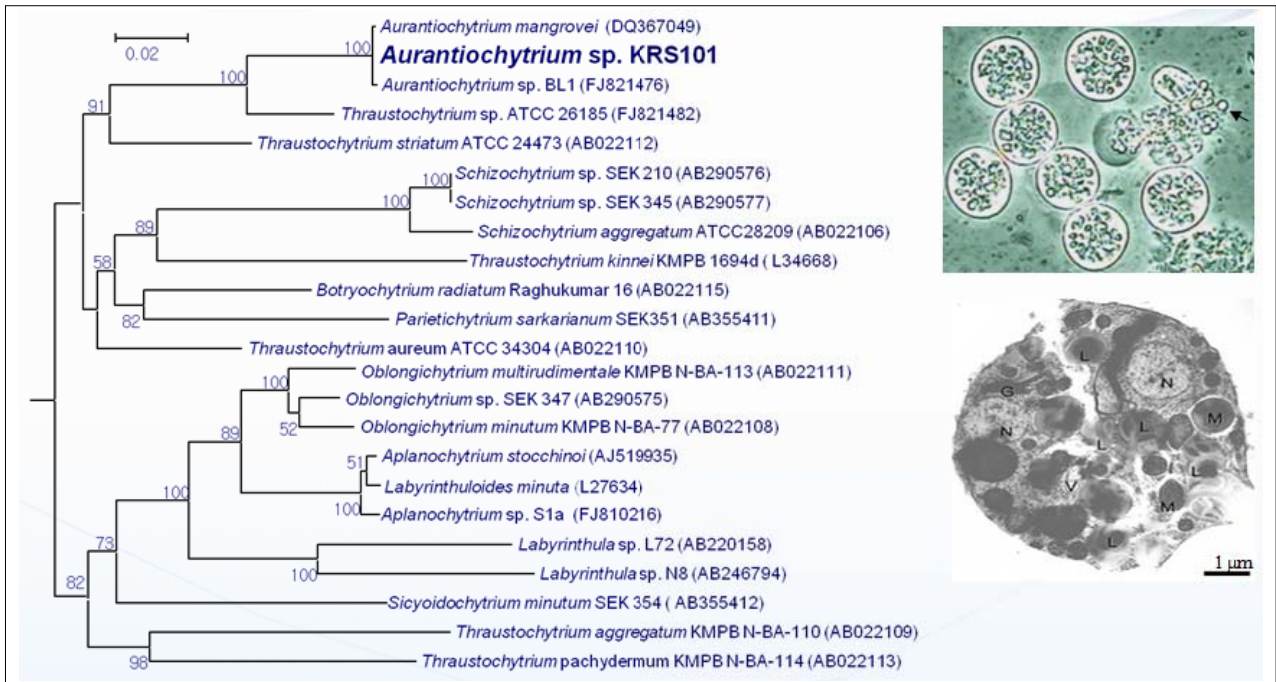 Aurantiochytrium mangrovei (DQ367049)
0.02
100
Aurantiochytrium sp. KRS101
100
Aurantiochytrium sp. BL1 (FJ821476)
91
Thraustochytrium sp. ATCC 26185 (FJ821482)
Thraustochytrium striatum ATCC 24473 (AB022112)
100
Schizochytrium sp. SEK 210 (AB290576)
100
Schizochytrium sp. SEK 345 (AB290577)
89
Schizochytrium aggregatum ATCC28209 (AB022106)
58
Thraustochytrium kinnei KMPB 1694d ( L34668)
Botryochytrium radiatum Raghukumar 16 (AB022115)
82
Parietichytrium sarkarianum SEK351 (AB355411)
Thraustochytrium aureum ATCC 34304 (AB022110)
100
Oblongichytrium multirudimentale KMPB N-BA-113 (AB022111)
Oblongichytrium sp. SEK 347 (AB290575)
89
52
Oblongichytrium minutum KMPB N-BA-77 (AB022108)
51
Aplanochytrium stocchinoi (AJ519935)
100
Labyrinthuloides minuta (L27634)
100
Aplanochytrium sp. S1a (FJ810216)
73
Labyrinthula sp. L72 (AB220158)
100
Labyrinthula sp. N8 (AB246794)
82
Sicyoidochytrium minutum SEK 354 ( AB355412)
Thraustochytrium aggregatum KMPB N-BA-110 (AB022109)
98
Thraustochytrium pachydermum KMPB N-BA-114 (AB022113)
L
N
G
M
N
L
L
L
V
M
L
1 μm